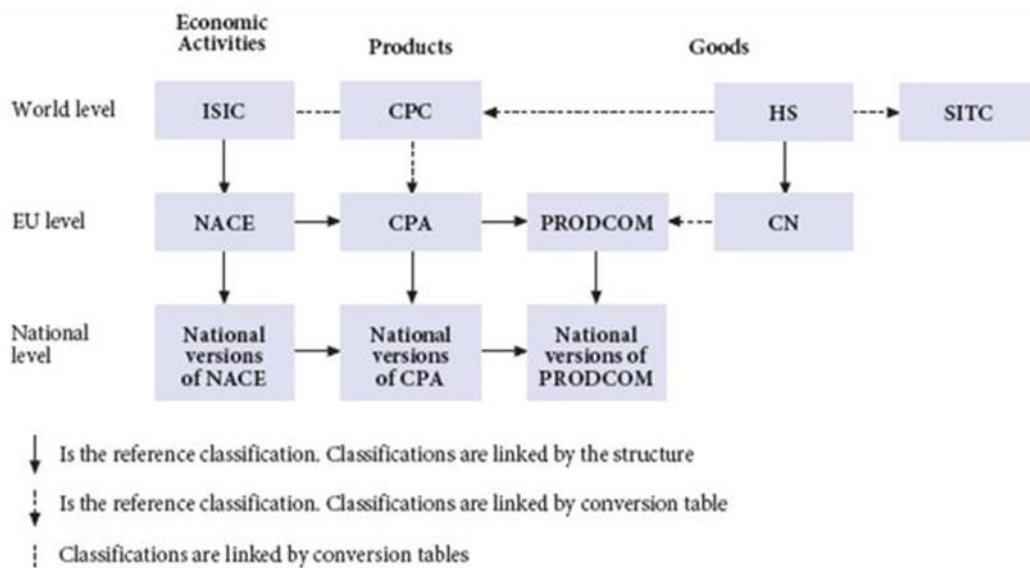 Economic
Activities
Products
Goods
World level
ISIC
CPC
HS
SITC
EU level
NACE
CPA
PRODCOM
CN
National
level
National
versions
of NACE
National
versions
of CPA
National
versions of
PRODCOM
Is the reference classification. Classifications are linked by the structure
Is the reference classification. Classifications are linked by conversion table
Classifications are linked by conversion tables